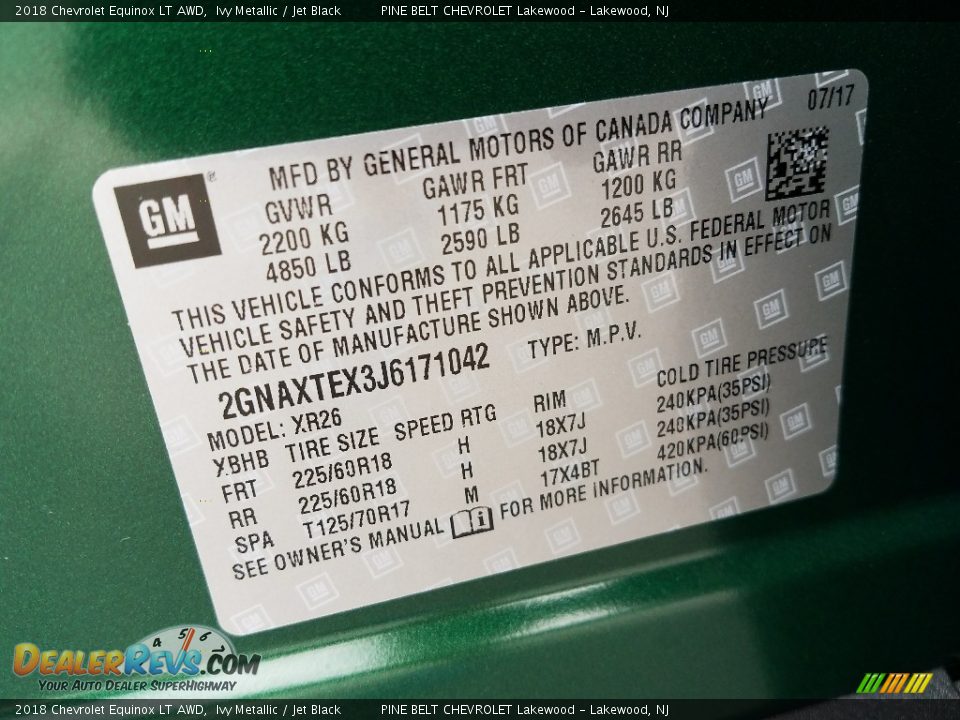 2018 Chevrolet Equinox LT AWD, Ivy Metallic / Jet Black PINE BELT CHEVROLET Lakewood – Lakewood, NJ
07/17
MFD BY GENERAL MOTORS OF CANADA COMPANY
GM®
GVWR GAWR FRT GAWR RR
2200 KG 1175 KG 1200 KG
4850 LB 2590 LB 2645 LB
THIS VEHICLE CONFORMS TO ALL APPLICABLE U.S. FEDERAL MOTOR
VEHICLE SAFETY AND THEFT PREVENTION STANDARDS IN EFFECT ON
THE DATE OF MANUFACTURE SHOWN ABOVE.
2GNAXTEX3J6171042 TYPE: M.P.V.
MODEL: XR26
XBHB TIRE SIZE SPEED RTG RIM COLD TIRE PRESSURE
FRT 225/60R18 H 18X7J 240KPA(35PSI)
RR 225/60R18 H 18X7J 240KPA(35PSI)
SPA T125/70R17 M 17X4BT 420KPA(60PSI)
SEE OWNER'S MANUAL FOR MORE INFORMATION.
4 5 6
DEALERREVS.COM
YOUR AUTO DEALER SUPERHIGHWAY
2018 Chevrolet Equinox LT AWD, Ivy Metallic / Jet Black PINE BELT CHEVROLET Lakewood – Lakewood, NJ